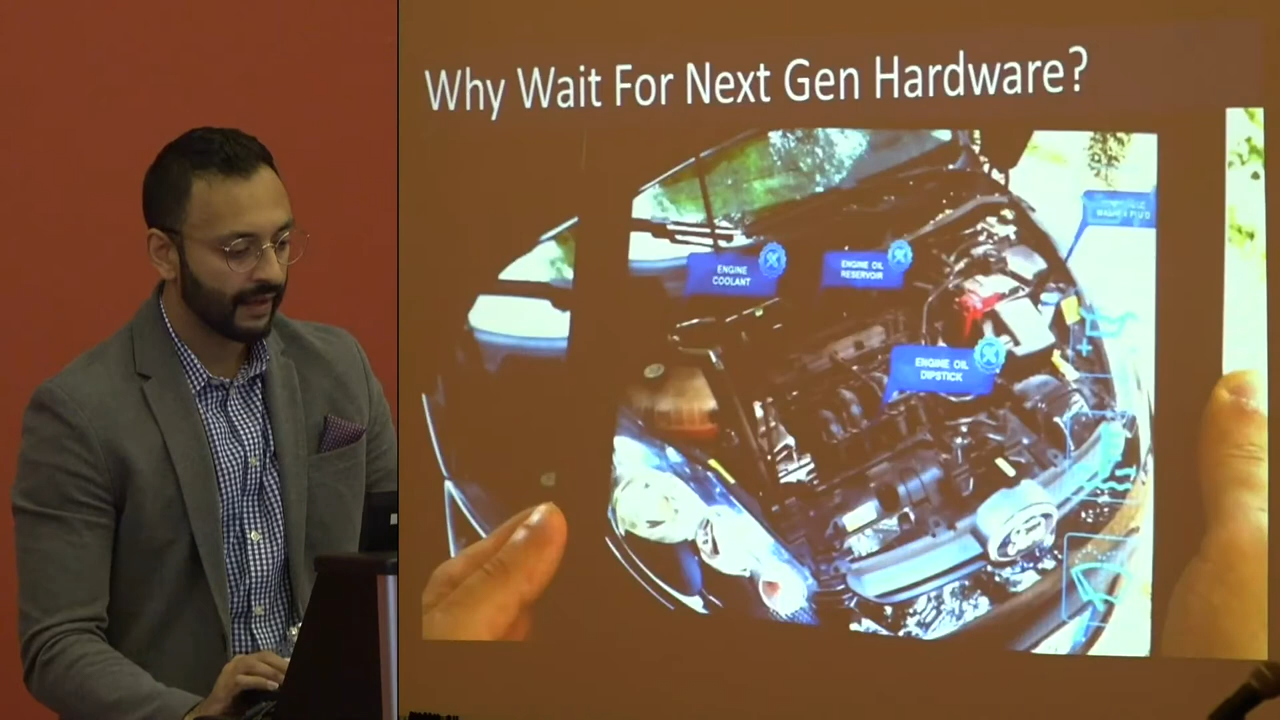 Why Wait For Next Gen Hardware?
ENGINE
COOLANT
ENGINE OIL
RESERVOIR
ENGINE OIL
DIPSTICK